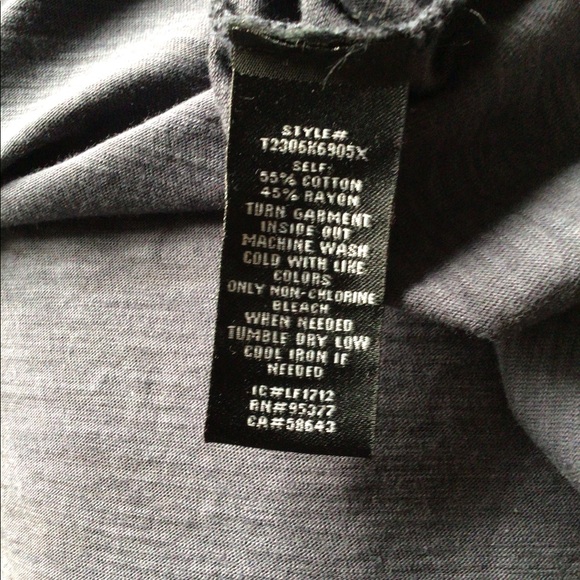 STYLE#
T2306K6905X
SELF:
55% COTTON
45% RAYON
TURN GARMENT
INSIDE OUT
MACHINE WASH
COLD WITH LIKE
COLORS
ONLY NON-CHLORINE
BLEACH
WHEN NEEDED
TUMBLE DRY LOW
COOL IRON IF
NEEDED
IC#LF1712
RN#95377
CA#58643